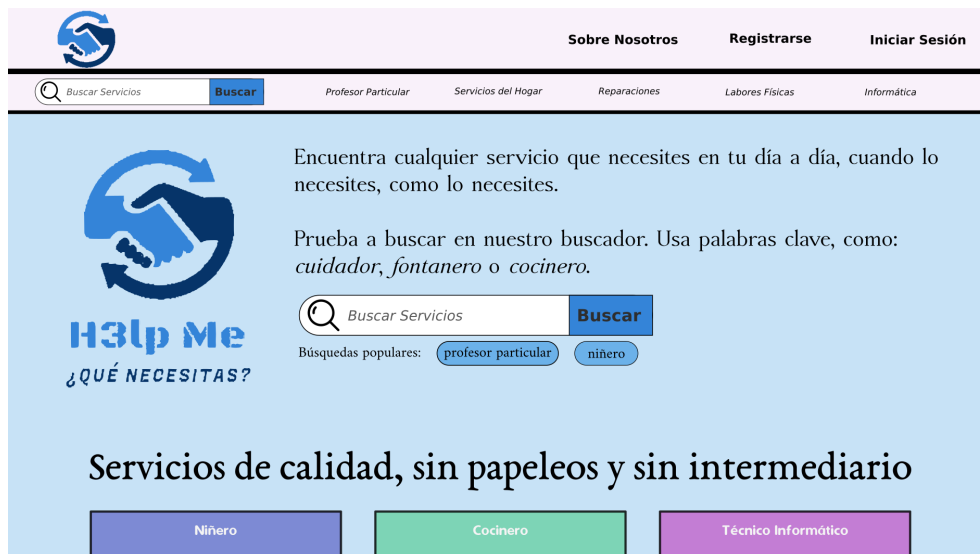 Sobre Nosotros
Registrarse
Iniciar Sesión
Buscar Servicios
Buscar
Profesor Particular
Servicios del Hogar
Reparaciones
Labores Físicas
Informática
Encuentra cualquier servicio que necesites en tu día a día, cuando lo
necesites, como lo necesites.
Prueba a buscar en nuestro buscador. Usa palabras clave, como:
cuidador, fontanero o cocinero.
Buscar Servicios
Buscar
Búsquedas populares:
profesor particular
niñero
H3lp Me
¿QUÉ NECESITAS?
Servicios de calidad, sin papeleos y sin intermediario
Niñero
Cocinero
Técnico Informático